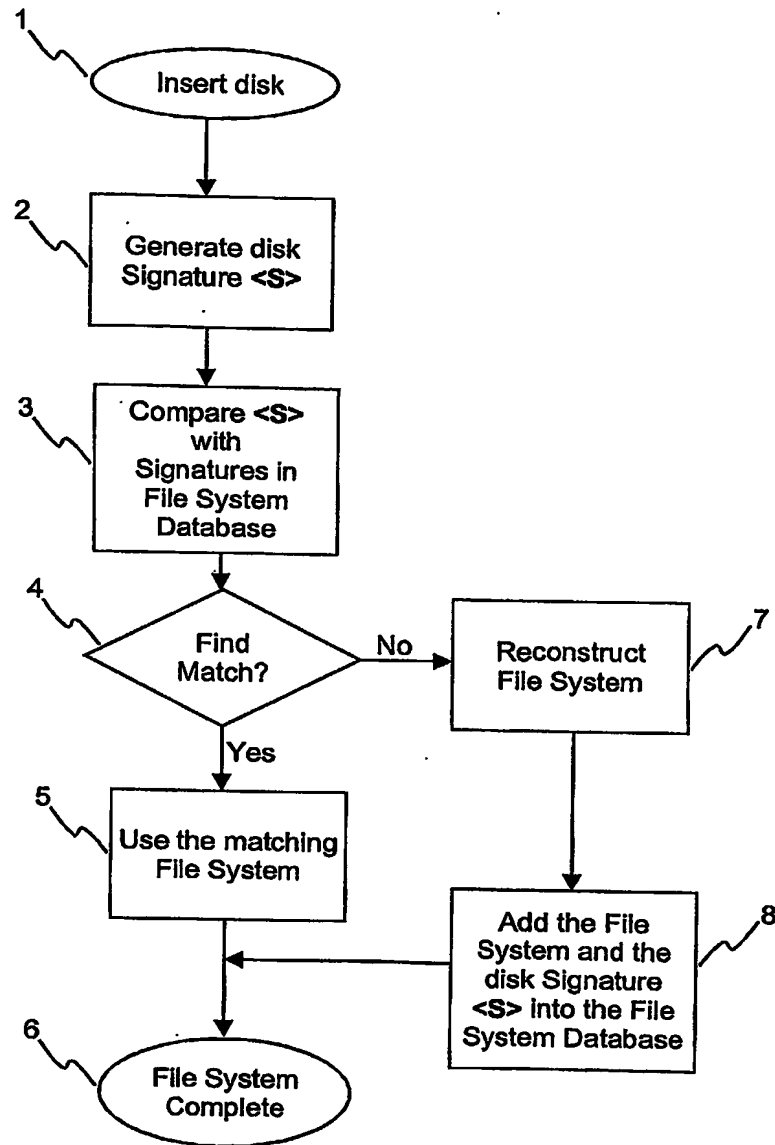 1
Insert disk
2
Generate disk
Signature <S>
3
Compare <S>
with
Signatures in
File System
Database
4
Find
Match?
No
Yes
7
Reconstruct
File System
5
Use the matching
File System
8
Add the File
System and the
disk Signature
<S> into the File
System Database
6
File System
Complete